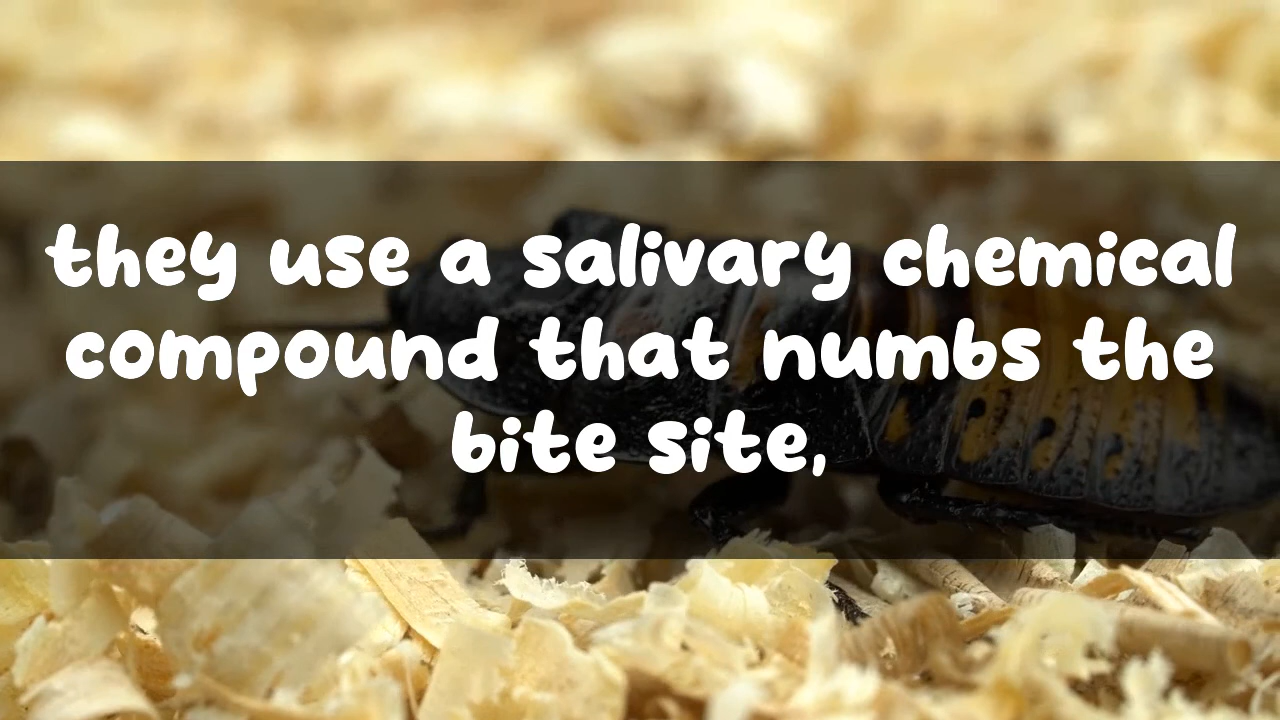 they use a salivary chemical
compound that numbs the
bite site,